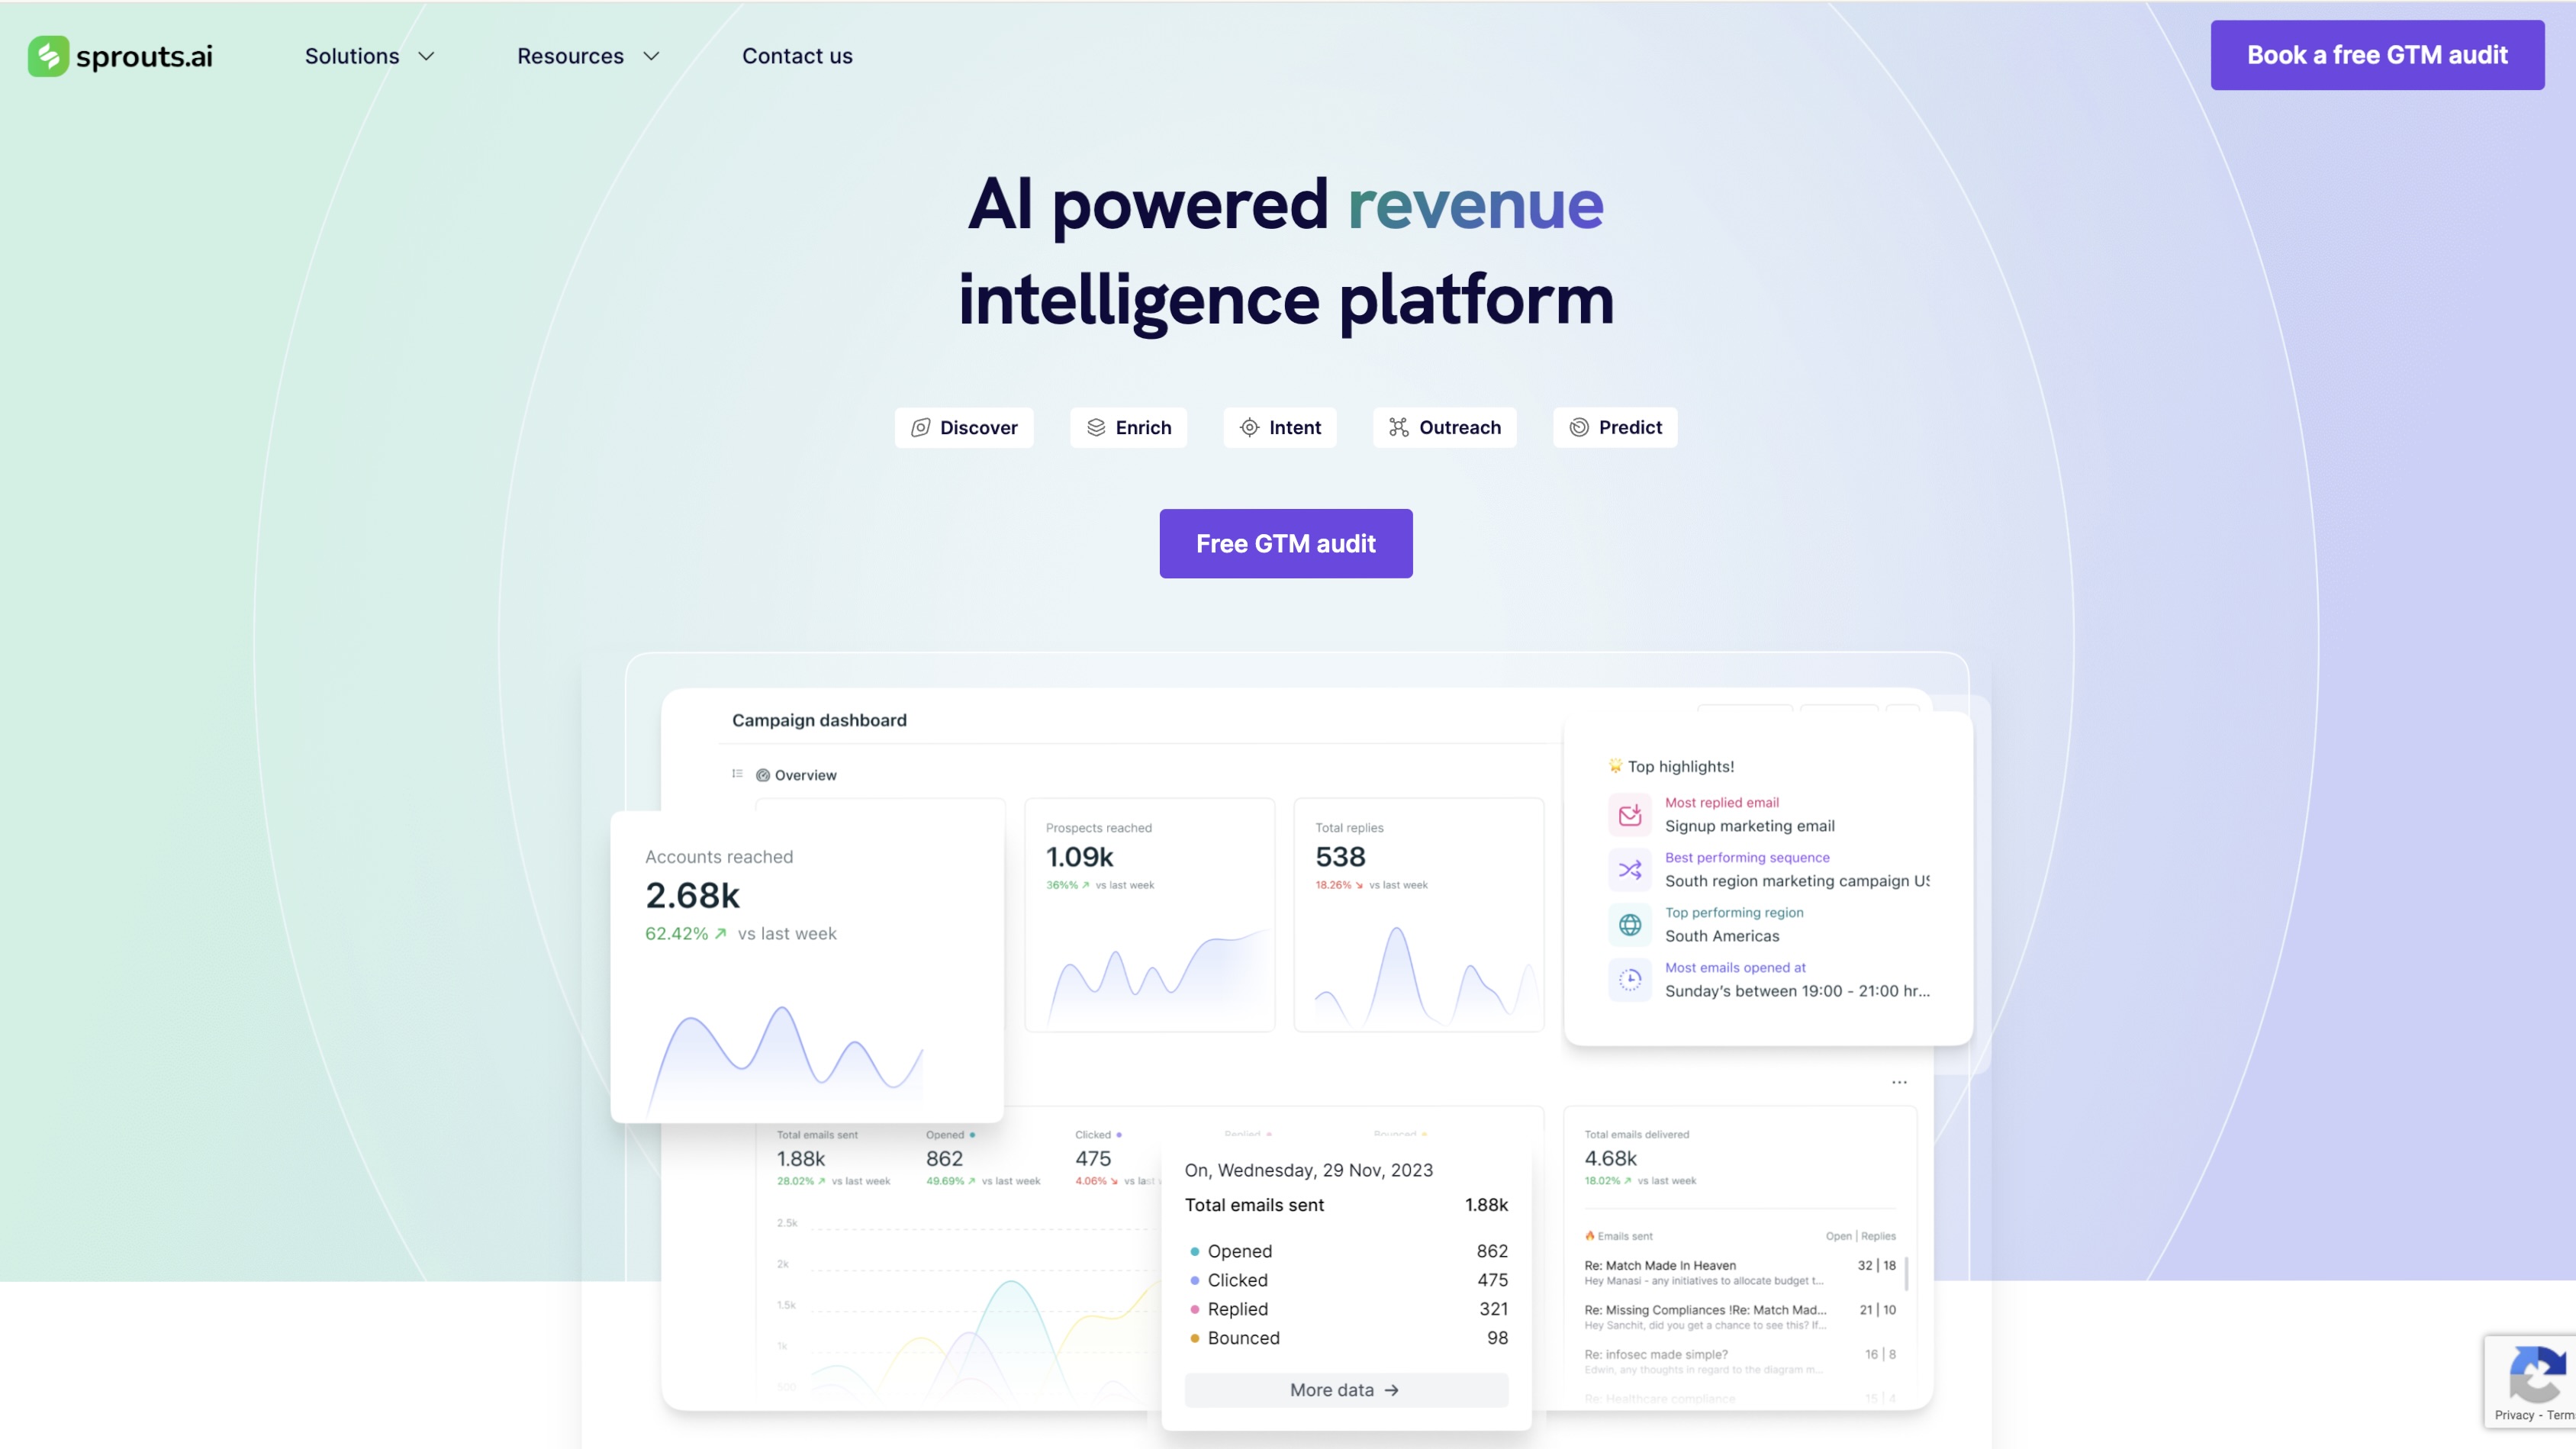 sprouts.ai
Solutions
Resources
Contact us
Book a free GTM audit
AI powered revenue
intelligence platform
Discover
Enrich
Intent
Outreach
Predict
Free GTM audit
Campaign dashboard
Overview
Accounts reached
2.68k
62.42% vs last week
Prospects reached
1.09k
36%% vs last week
Total replies
538
18.26% vs last week
Top highlights!
Most replied email
Signup marketing email
Best performing sequence
South region marketing campaign US
Top performing region
South Americas
Most emails opened at
Sunday's between 19:00 - 21:00 hr...
...
Total emails sent
1.88k
28.02% vs last week
Opened
862
49.69% vs last week
Clicked
475
4.06% vs last
Replied
Bounced
2.5k
2k
1.5k
1k
500
On, Wednesday, 29 Nov, 2023
Total emails sent 1.88k
Opened 862
Clicked 475
Replied 321
Bounced 98
More data →
Total emails delivered
4.68k
18.02% vs last week
Emails sent Open | Replies
Re: Match Made In Heaven 32 | 18
Hey Manasi - any initiatives to allocate budget t...
Re: Missing Compliances !Re: Match Mad... 21 | 10
Hey Sanchit, did you get a chance to see this? If...
Re: infosec made simple? 16 | 8
Edwin, any thoughts in regard to the diagram m...
Re: Healthcare compliance 15 | 4
Privacy - Term